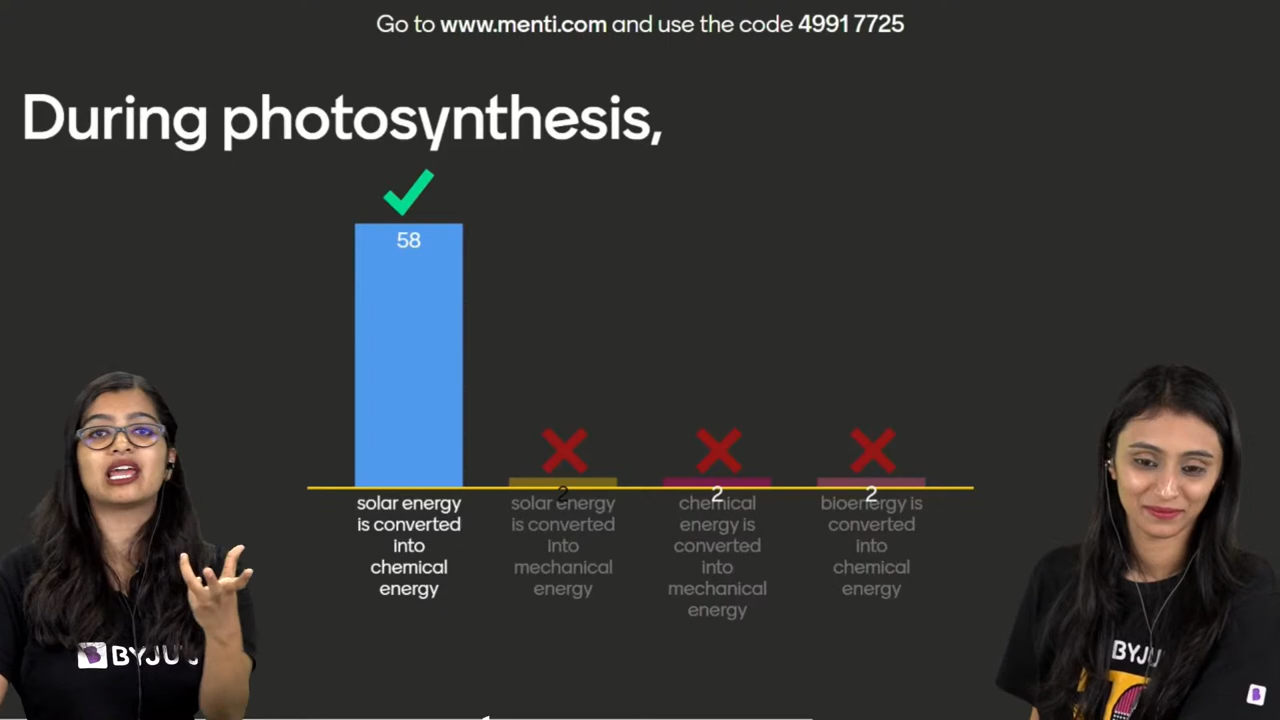 Go to www.menti.com and use the code 4991 7725
During photosynthesis,
58
solar energy
is converted
into
chemical
energy
2
solar energy
is converted
into
mechanical
energy
2
chemical
energy is
converted
into
mechanical
energy
2
bioenergy is
converted
into
chemical
energy
BYJU'
BYJU